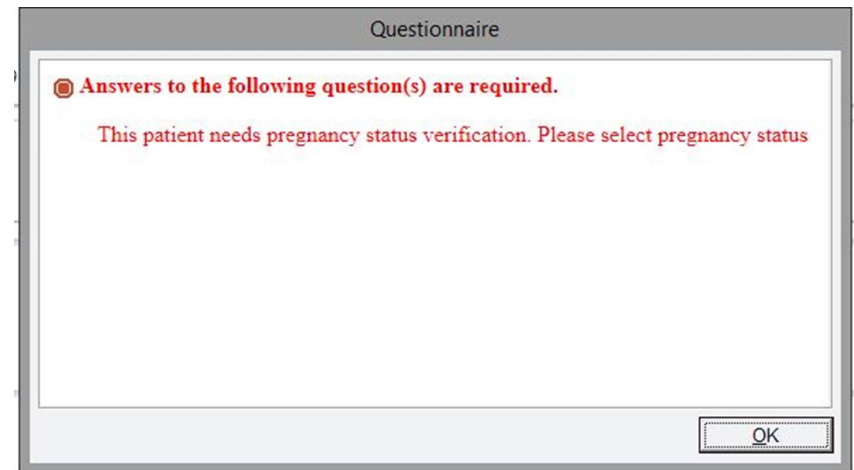 Questionnaire
Answers to the following question(s) are required.
This patient needs pregnancy status verification. Please select pregnancy status
OK